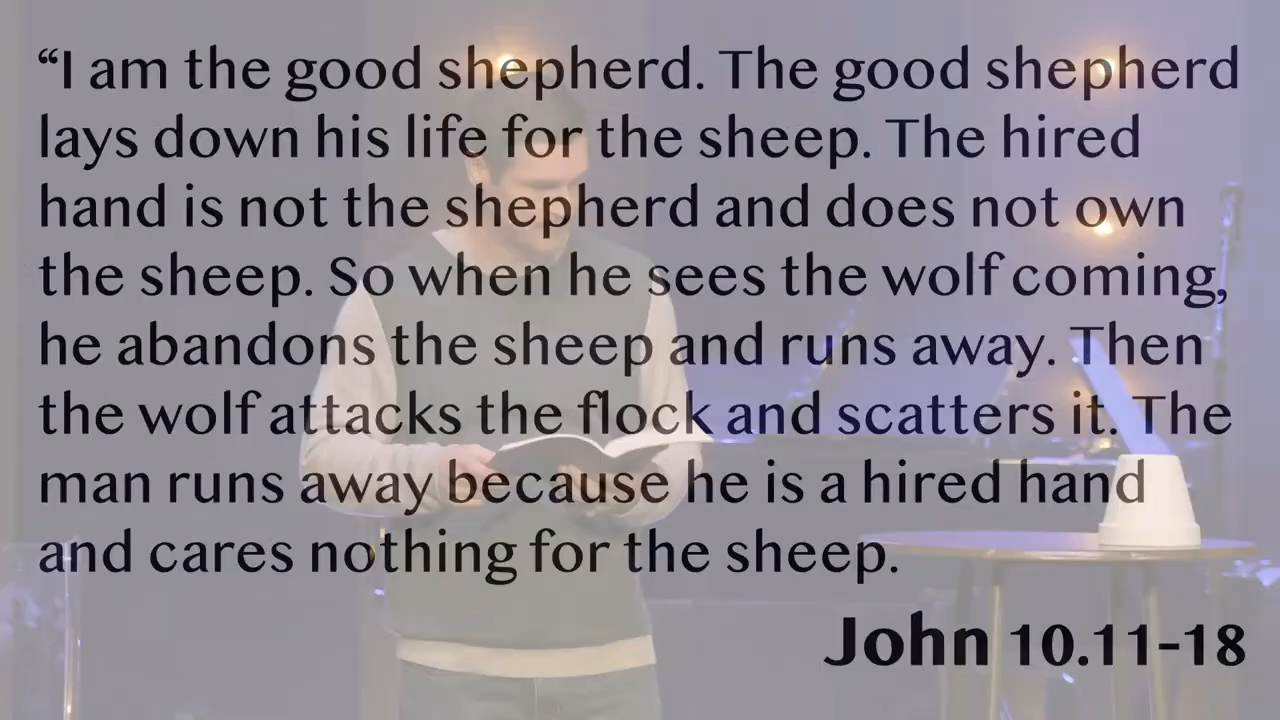 “I am the good shepherd. The good shepherd
lays down his life for the sheep. The hired
hand is not the shepherd and does not own
the sheep. So when he sees the wolf coming,
he abandons the sheep and runs away. Then
the wolf attacks the flock and scatters it. The
man runs away because he is a hired hand
and cares nothing for the sheep.
John 10.11-18